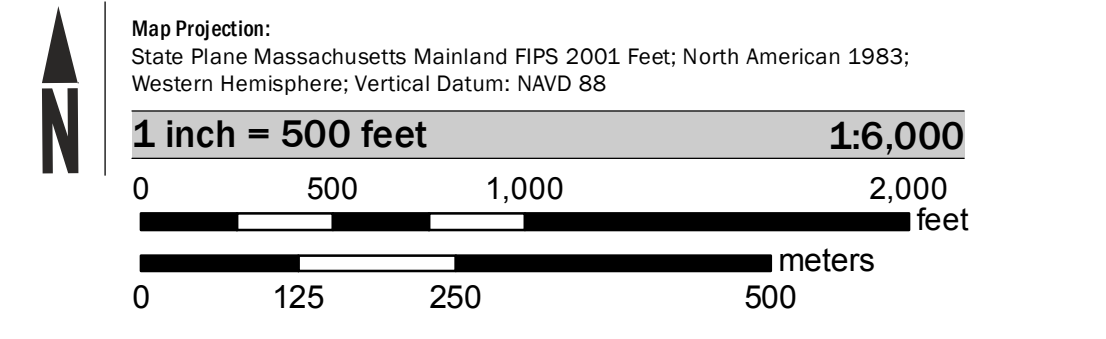 N
Map Projection:
State Plane Massachusetts Mainland FIPS 2001 Feet; North American 1983;
Western Hemisphere; Vertical Datum: NAVD 88
1 inch = 500 feet 1:6,000
0 500 1,000 2,000
feet
meters
0 125 250 500